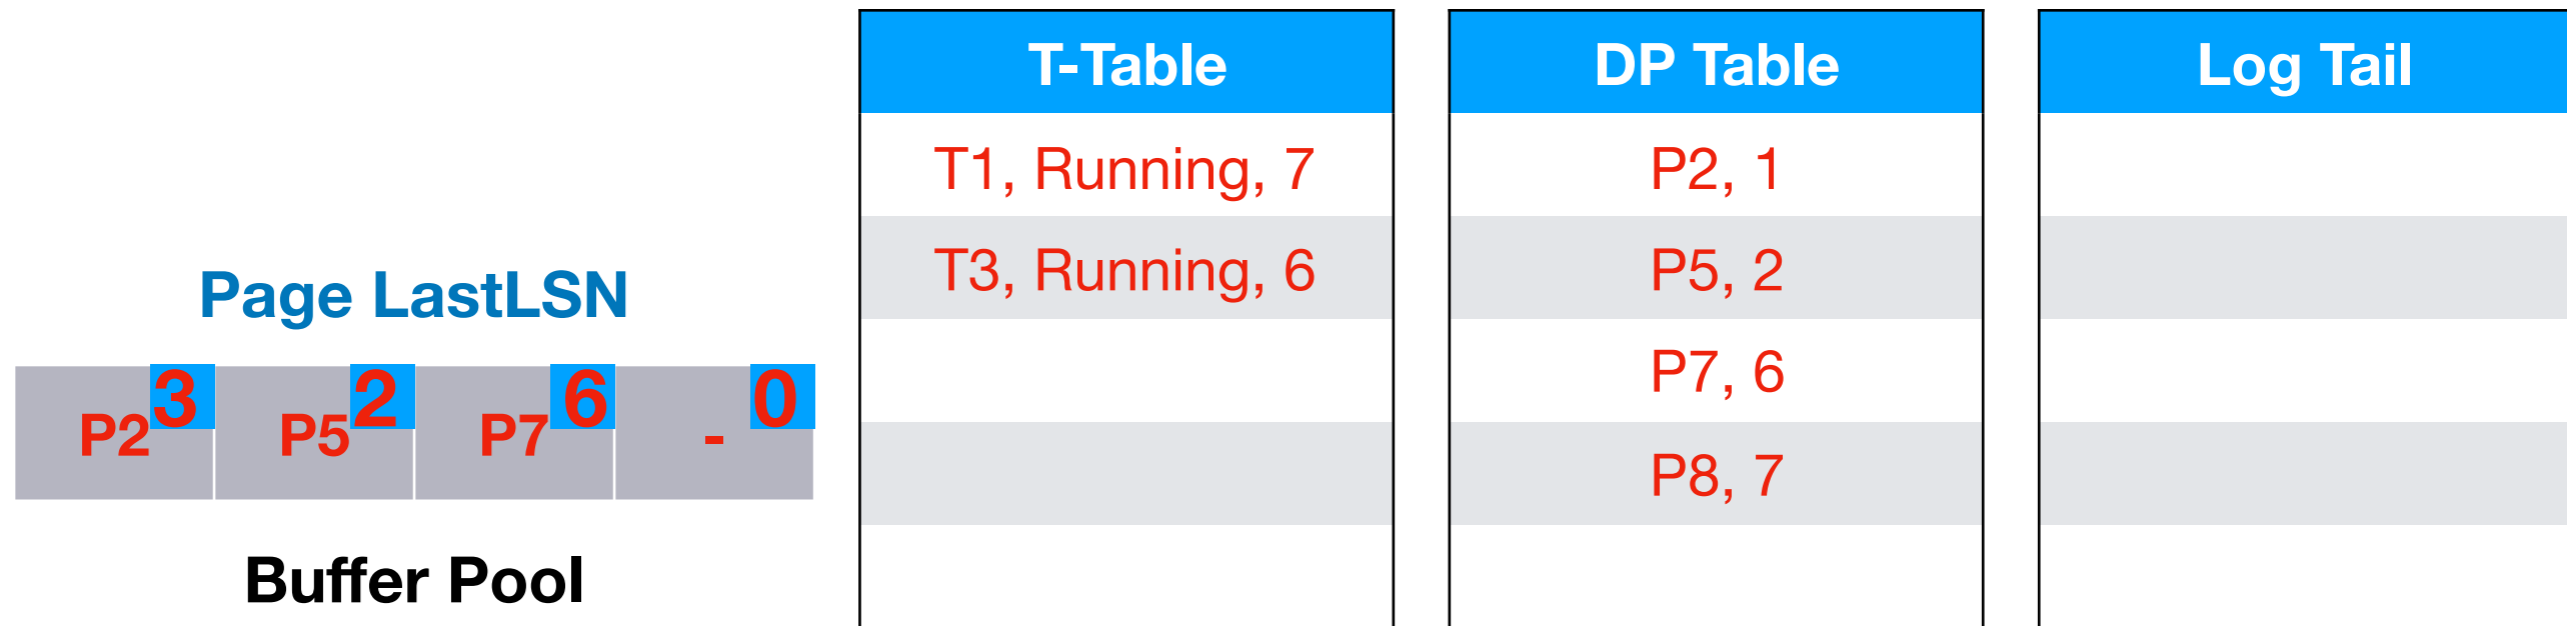 T-Table
DP Table
Log Tail
T1, Running, 7
P2, 1
T3, Running, 6
P5, 2
P7, 6
P8, 7
Page LastLSN
P2 3
P5 2
P7 6
- 0
Buffer Pool